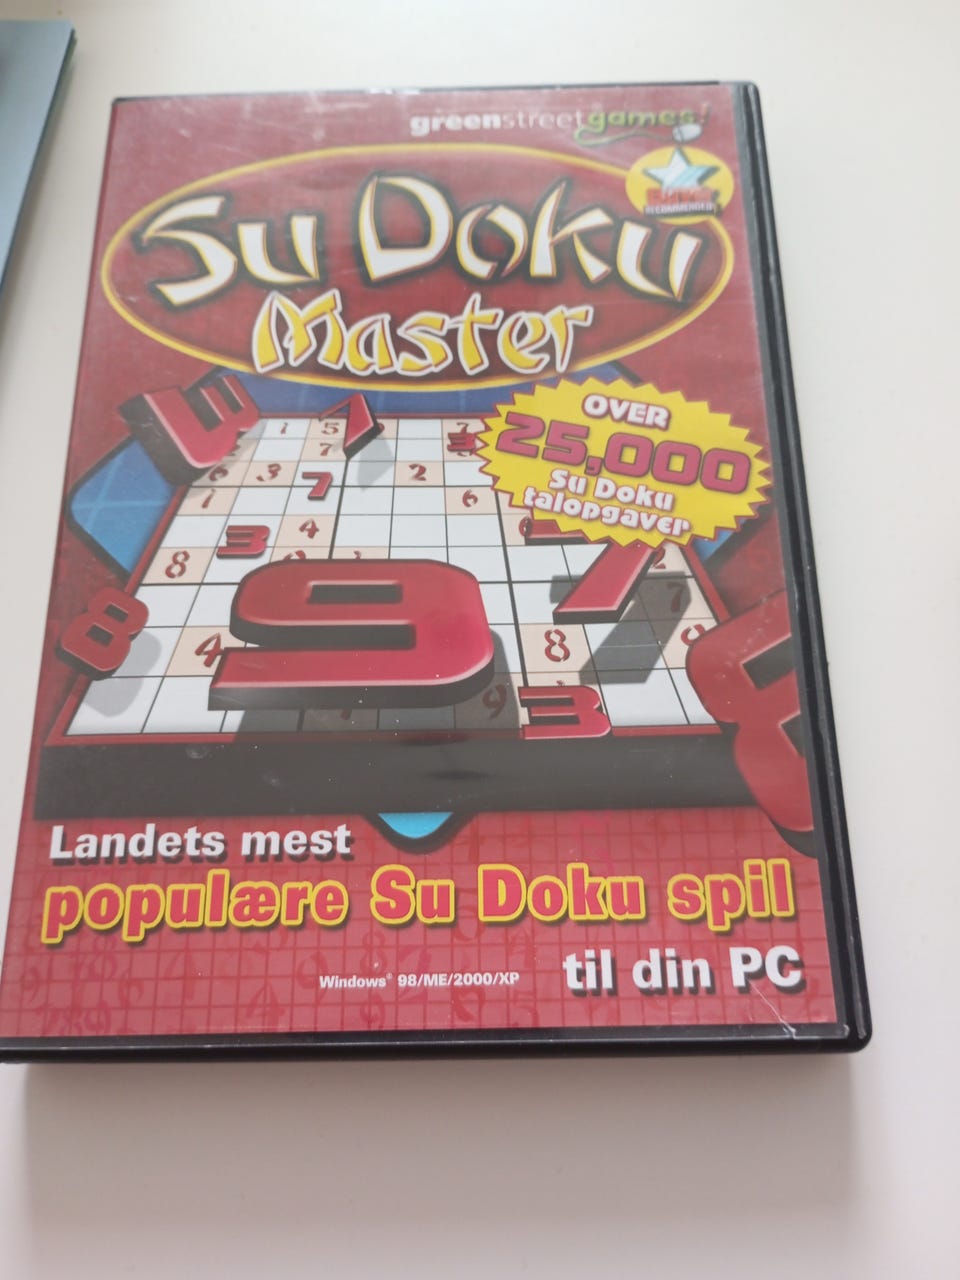 greenstreetgames!
RECOMMENDED
Su Doku
Master
OVER
25,000
Su Doku
talopgaver
Landets mest
populære Su Doku spil
til din PC
Windows® 98/ME/2000/XP